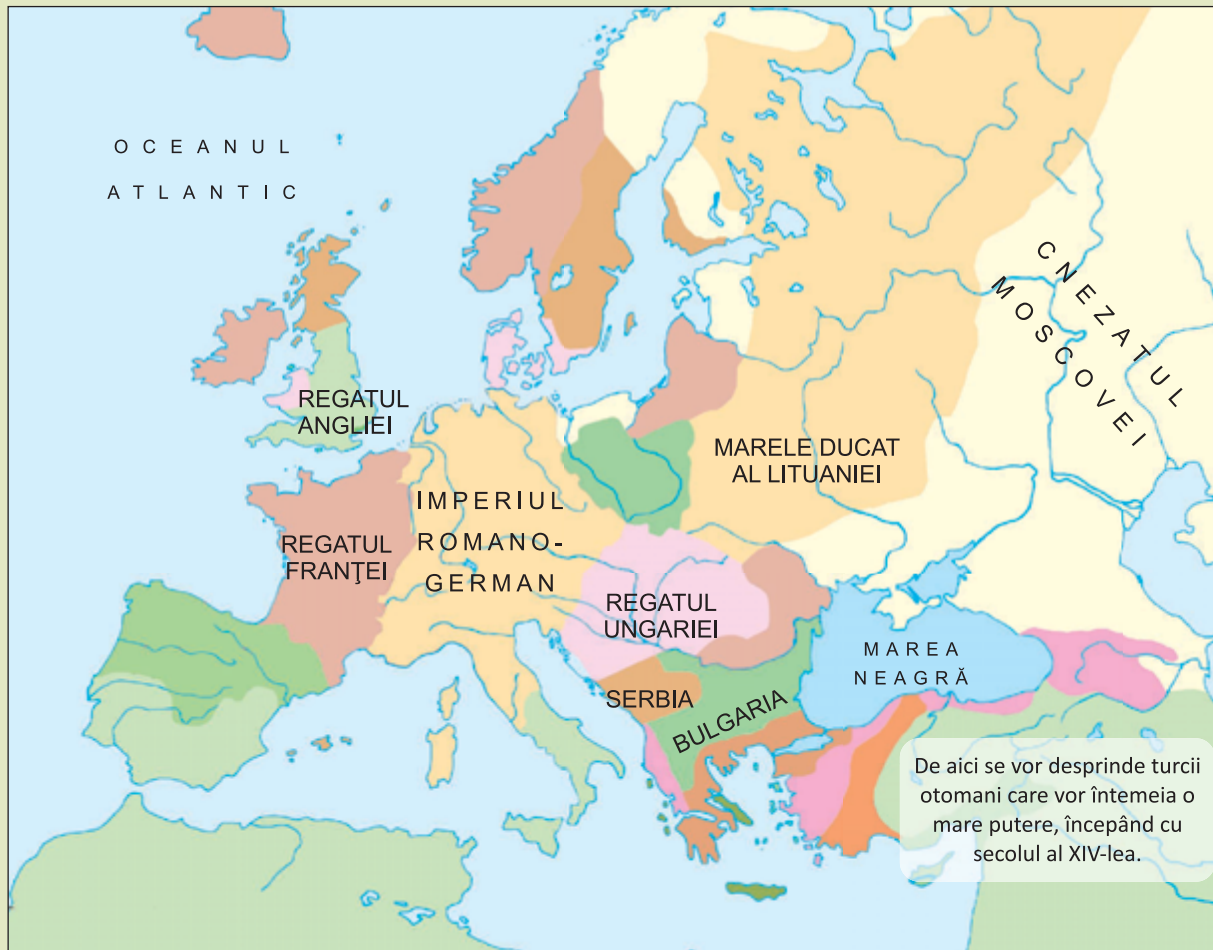 OCEANUL
ATLANTIC
CNEZATUL
MOSCOVEI
REGATUL
ANGLIEI
MARELE DUCAT
AL LITUANIEI
IMPERIUL
ROMANO-
GERMAN
REGATUL
FRANŢEI
REGATUL
UNGARIEI
MAREA
NEAGRĂ
SERBIA
BULGARIA
De aici se vor desprinde turcii
otomani care vor întemeia o
mare putere, începând cu
secolul al XIV-lea.